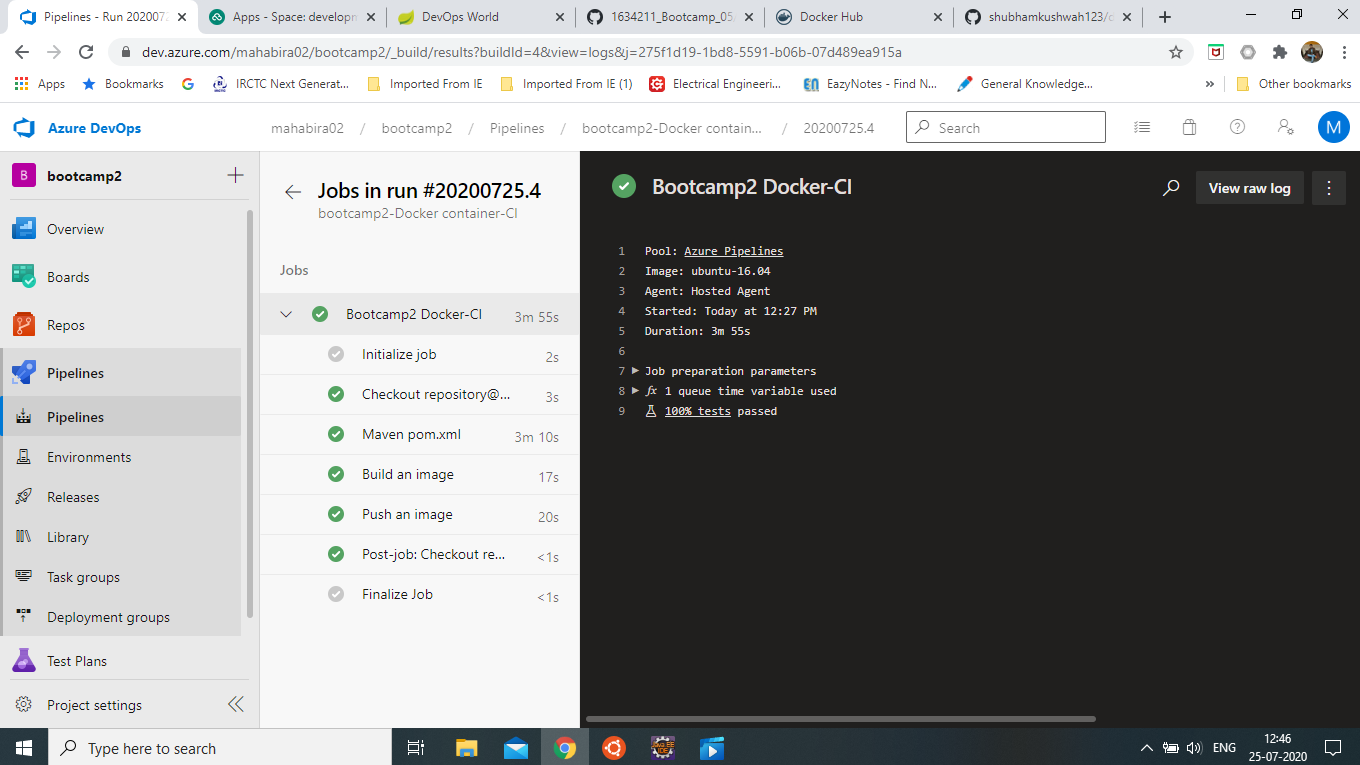 Pipelines - Run 2020072
Apps - Space: developm
DevOps World
1634211_Bootcamp_05
Docker Hub
shubhamkushwah123/d
dev.azure.com/mahabira02/bootcamp2/_build/results?buildId=4&view=logs&j=275f1d19-1bd8-5591-b06b-07d489ea915a
Apps Bookmarks IRCTC Next Generat... Imported From IE Imported From IE (1) Electrical Engineeri... EazyNotes - Find N... General Knowledge... » Other bookmarks
Azure DevOps
mahabira02 / bootcamp2 / Pipelines / bootcamp2-Docker contain... / 20200725.4
Search
M
B bootcamp2
Overview
Boards
Repos
Pipelines
Pipelines
Environments
Releases
Library
Task groups
Deployment groups
Test Plans
Project settings
Jobs in run #20200725.4
bootcamp2-Docker container-CI
Jobs
Bootcamp2 Docker-CI 3m 55s
Initialize job 2s
Checkout repository@... 3s
Maven pom.xml 3m 10s
Build an image 17s
Push an image 20s
Post-job: Checkout re... <1s
Finalize Job <1s
Bootcamp2 Docker-CI
View raw log
1 Pool: Azure Pipelines
2 Image: ubuntu-16.04
3 Agent: Hosted Agent
4 Started: Today at 12:27 PM
5 Duration: 3m 55s
6
7 Job preparation parameters
8 fx 1 queue time variable used
9 100% tests passed
Type here to search
ENG
12:46
25-07-2020